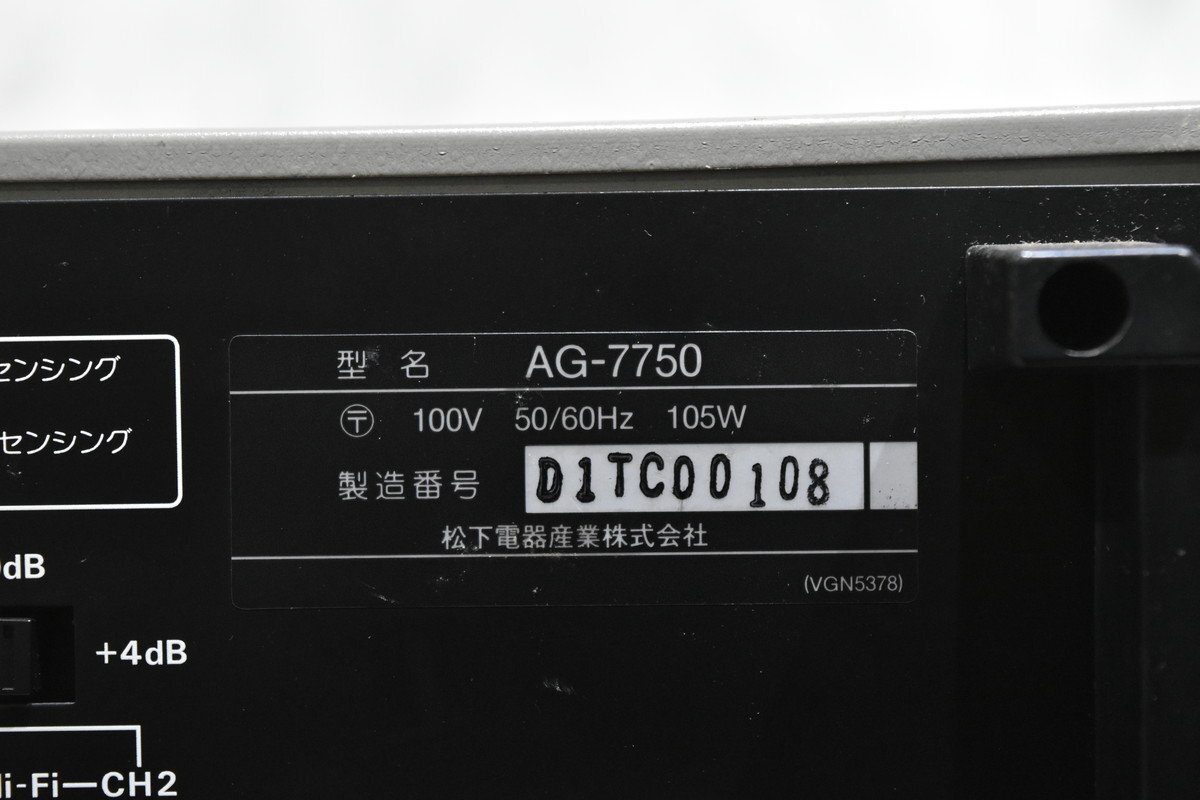 型 名 AG-7750
〒 100V 50/60Hz 105W
製造番号 D1TC00108
松下電器産業株式会社
(VGN5378)
センシング
センシング
dB
+4dB
Hi-Fi—CH2